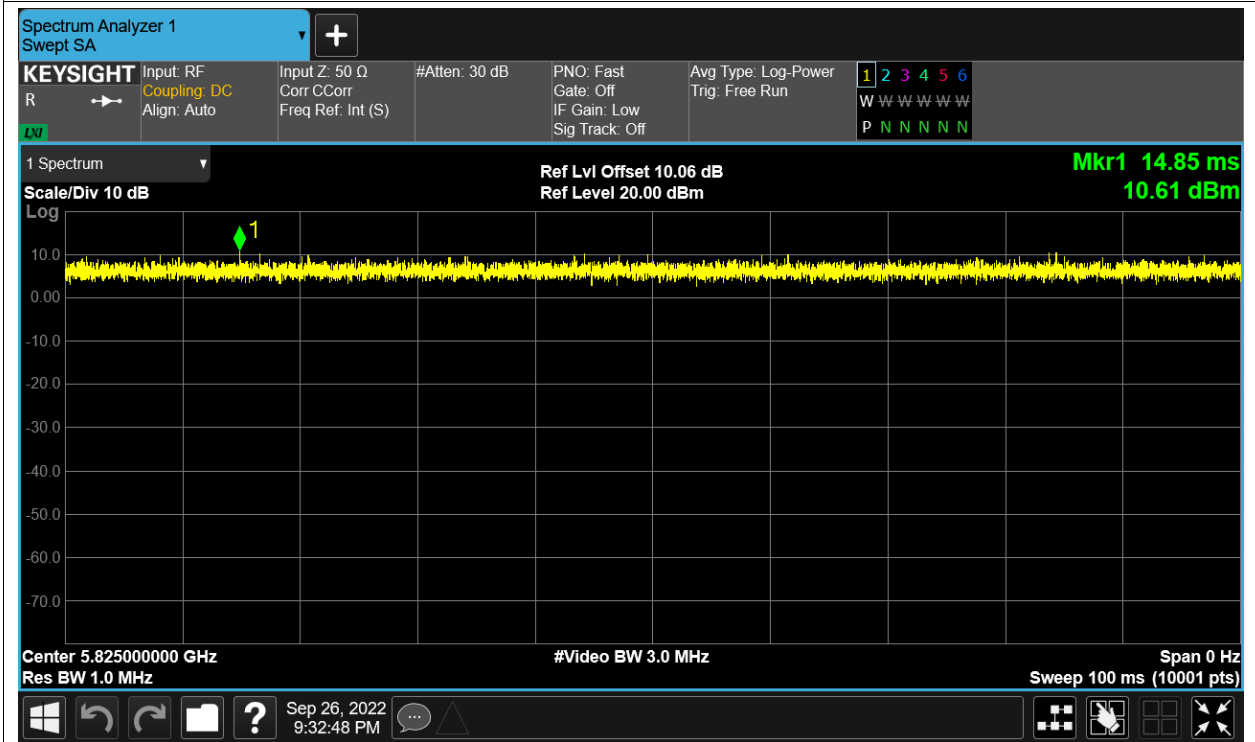 Spectrum Analyzer 1
Swept SA
KEYSIGHT
R
LXI
Input: RF
Coupling: DC
Align: Auto
Input Z: 50 Ω
Corr CCorr
Freq Ref: Int (S)
#Atten: 30 dB
PNO: Fast
Gate: Off
IF Gain: Low
Sig Track: Off
Avg Type: Log-Power
Trig: Free Run
1 2 3 4 5 6
W W W W W W
P N N N N N
1 Spectrum
Scale/Div 10 dB
Ref Lvl Offset 10.06 dB
Ref Level 20.00 dBm
Mkr1 14.85 ms
10.61 dBm
Log
1
10.0
0.00
-10.0
-20.0
-30.0
-40.0
-50.0
-60.0
-70.0
Center 5.825000000 GHz
Res BW 1.0 MHz
#Video BW 3.0 MHz
Span 0 Hz
Sweep 100 ms (10001 pts)
?
Sep 26, 2022
9:32:48 PM